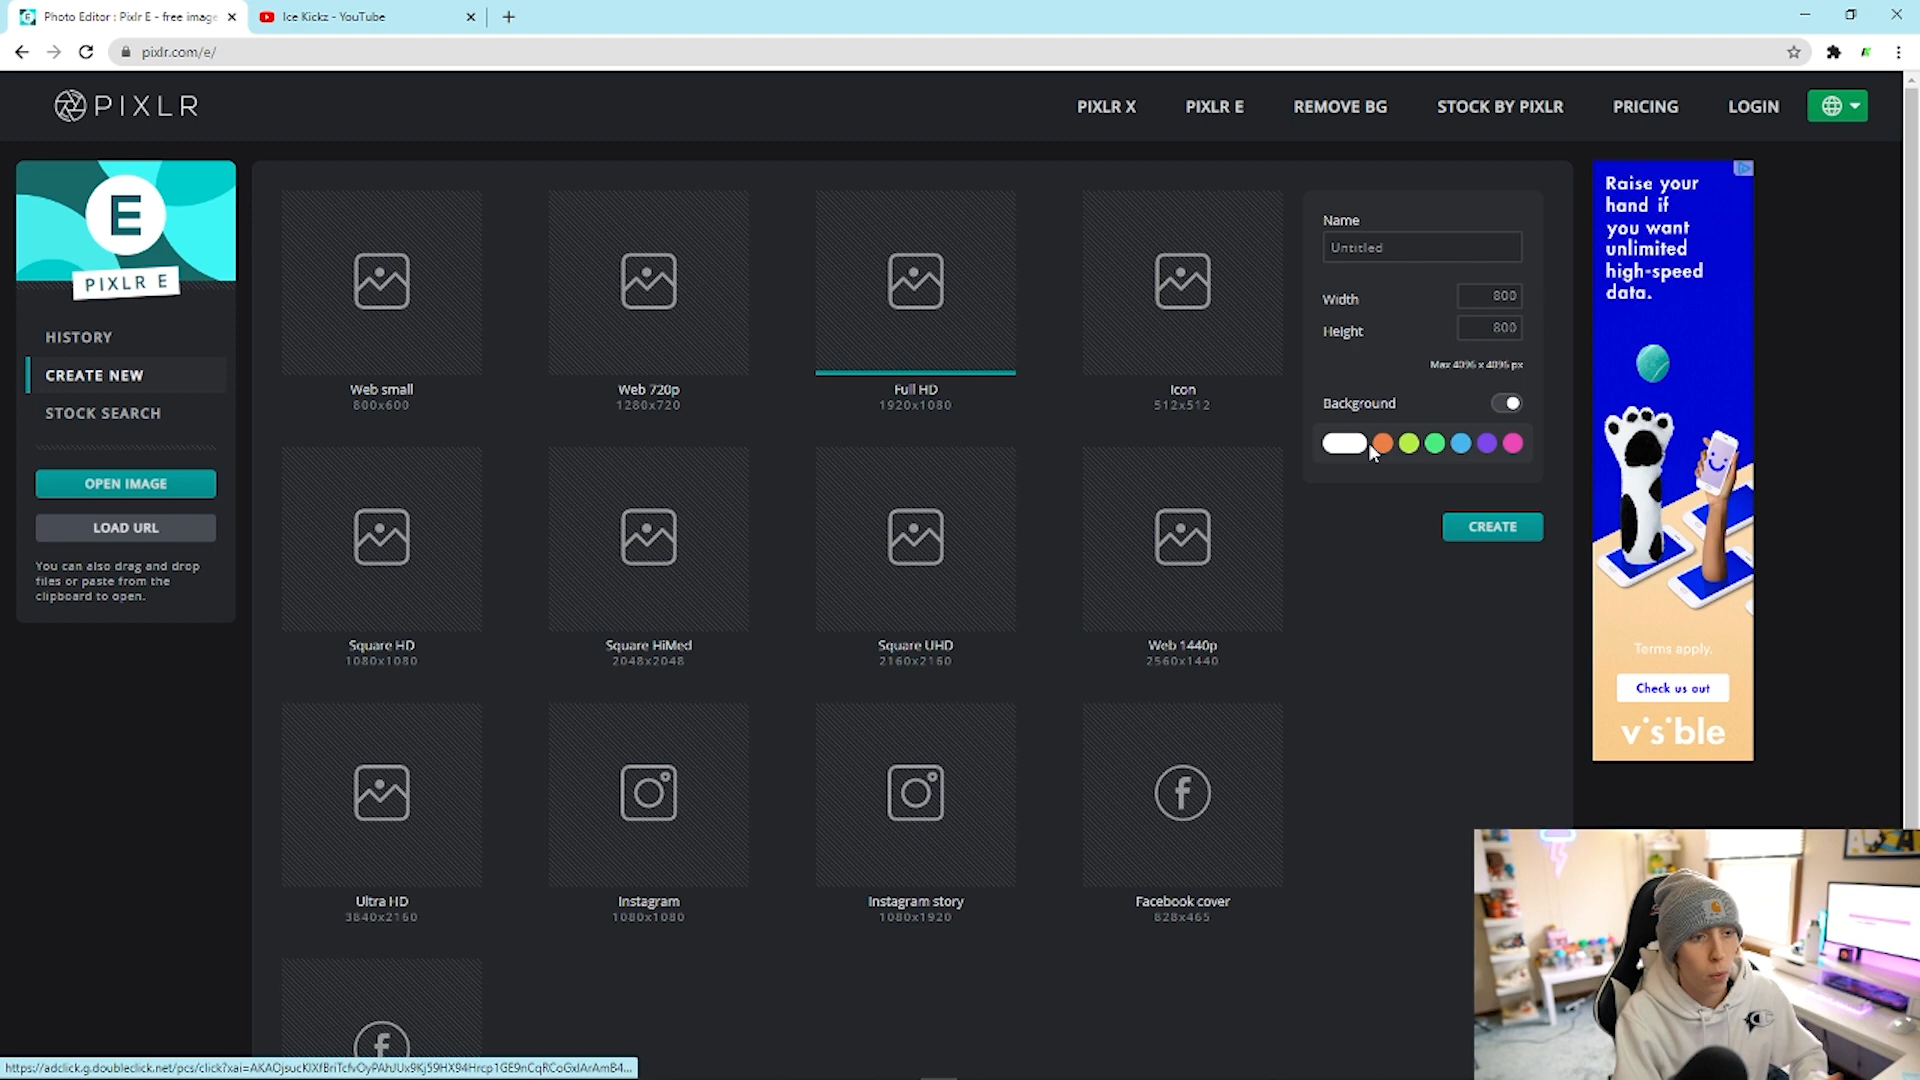 Photo Editor : Pixlr E - free image
Ice Kickz - YouTube
pixlr.com/e/
PIXLR
PIXLR X
PIXLR E
REMOVE BG
STOCK BY PIXLR
PRICING
LOGIN
E
PIXLR E
HISTORY
CREATE NEW
STOCK SEARCH
OPEN IMAGE
LOAD URL
You can also drag and drop
files or paste from the
clipboard to open.
Web small
800x600
Web 720p
1280x720
Full HD
1920x1080
Icon
512x512
Square HD
1080x1080
Square HiMed
2048x2048
Square UHD
2160x2160
Web 1440p
2560x1440
Ultra HD
3840x2160
Instagram
1080x1080
Instagram story
1080x1920
Facebook cover
828x465
Name
Untitled
Width
800
Height
800
Max 4096 x 4096 px
Background
CREATE
Raise your
hand if
you want
unlimited
high-speed
data.
Terms apply.
Check us out
visible